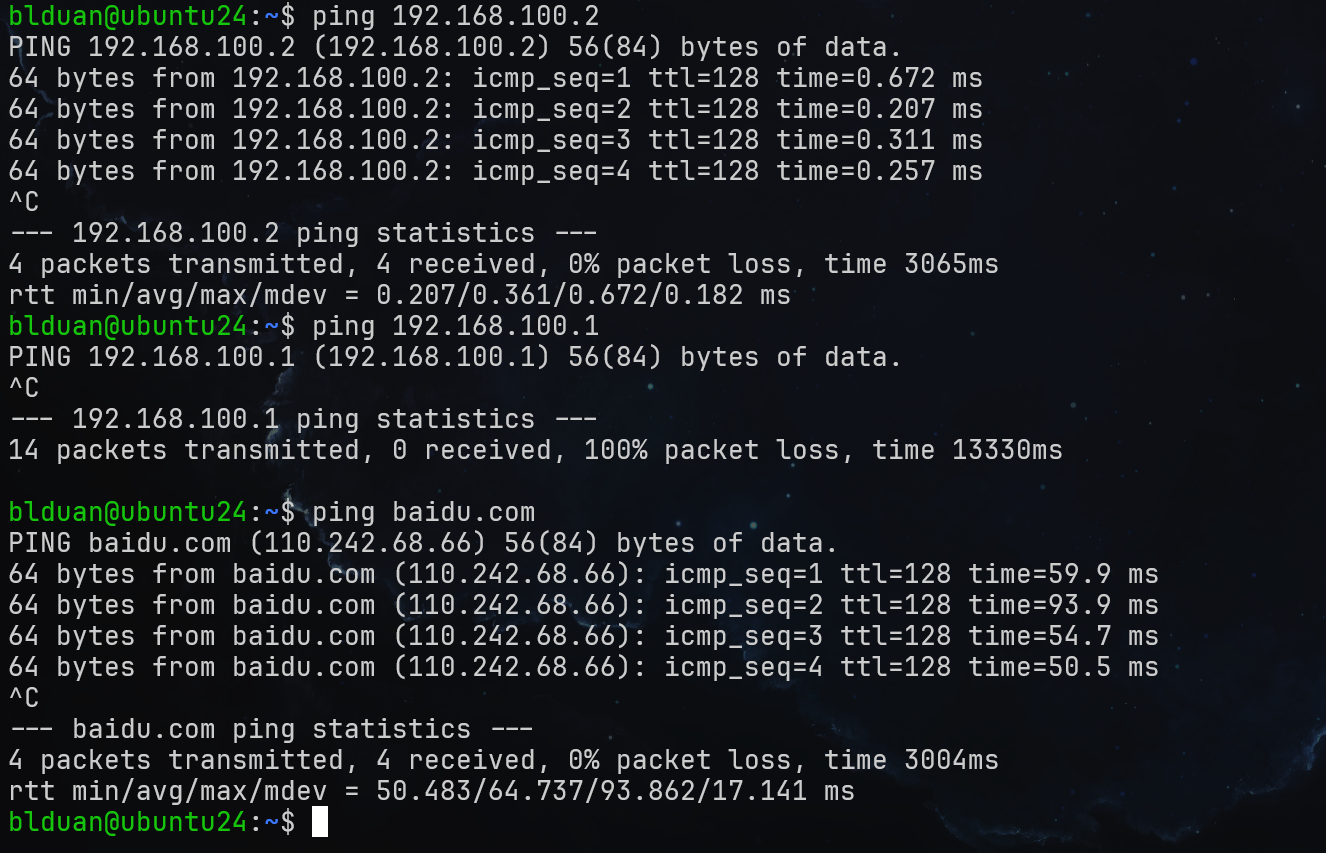 blduan@ubuntu24:~$ ping 192.168.100.2
PING 192.168.100.2 (192.168.100.2) 56(84) bytes of data.
64 bytes from 192.168.100.2: icmp_seq=1 ttl=128 time=0.672 ms
64 bytes from 192.168.100.2: icmp_seq=2 ttl=128 time=0.207 ms
64 bytes from 192.168.100.2: icmp_seq=3 ttl=128 time=0.311 ms
64 bytes from 192.168.100.2: icmp_seq=4 ttl=128 time=0.257 ms
^C
--- 192.168.100.2 ping statistics ---
4 packets transmitted, 4 received, 0% packet loss, time 3065ms
rtt min/avg/max/mdev = 0.207/0.361/0.672/0.182 ms
blduan@ubuntu24:~$ ping 192.168.100.1
PING 192.168.100.1 (192.168.100.1) 56(84) bytes of data.
^C
--- 192.168.100.1 ping statistics ---
14 packets transmitted, 0 received, 100% packet loss, time 13330ms
blduan@ubuntu24:~$ ping baidu.com
PING baidu.com (110.242.68.66) 56(84) bytes of data.
64 bytes from baidu.com (110.242.68.66): icmp_seq=1 ttl=128 time=59.9 ms
64 bytes from baidu.com (110.242.68.66): icmp_seq=2 ttl=128 time=93.9 ms
64 bytes from baidu.com (110.242.68.66): icmp_seq=3 ttl=128 time=54.7 ms
64 bytes from baidu.com (110.242.68.66): icmp_seq=4 ttl=128 time=50.5 ms
^C
--- baidu.com ping statistics ---
4 packets transmitted, 4 received, 0% packet loss, time 3004ms
rtt min/avg/max/mdev = 50.483/64.737/93.862/17.141 ms
blduan@ubuntu24:~$